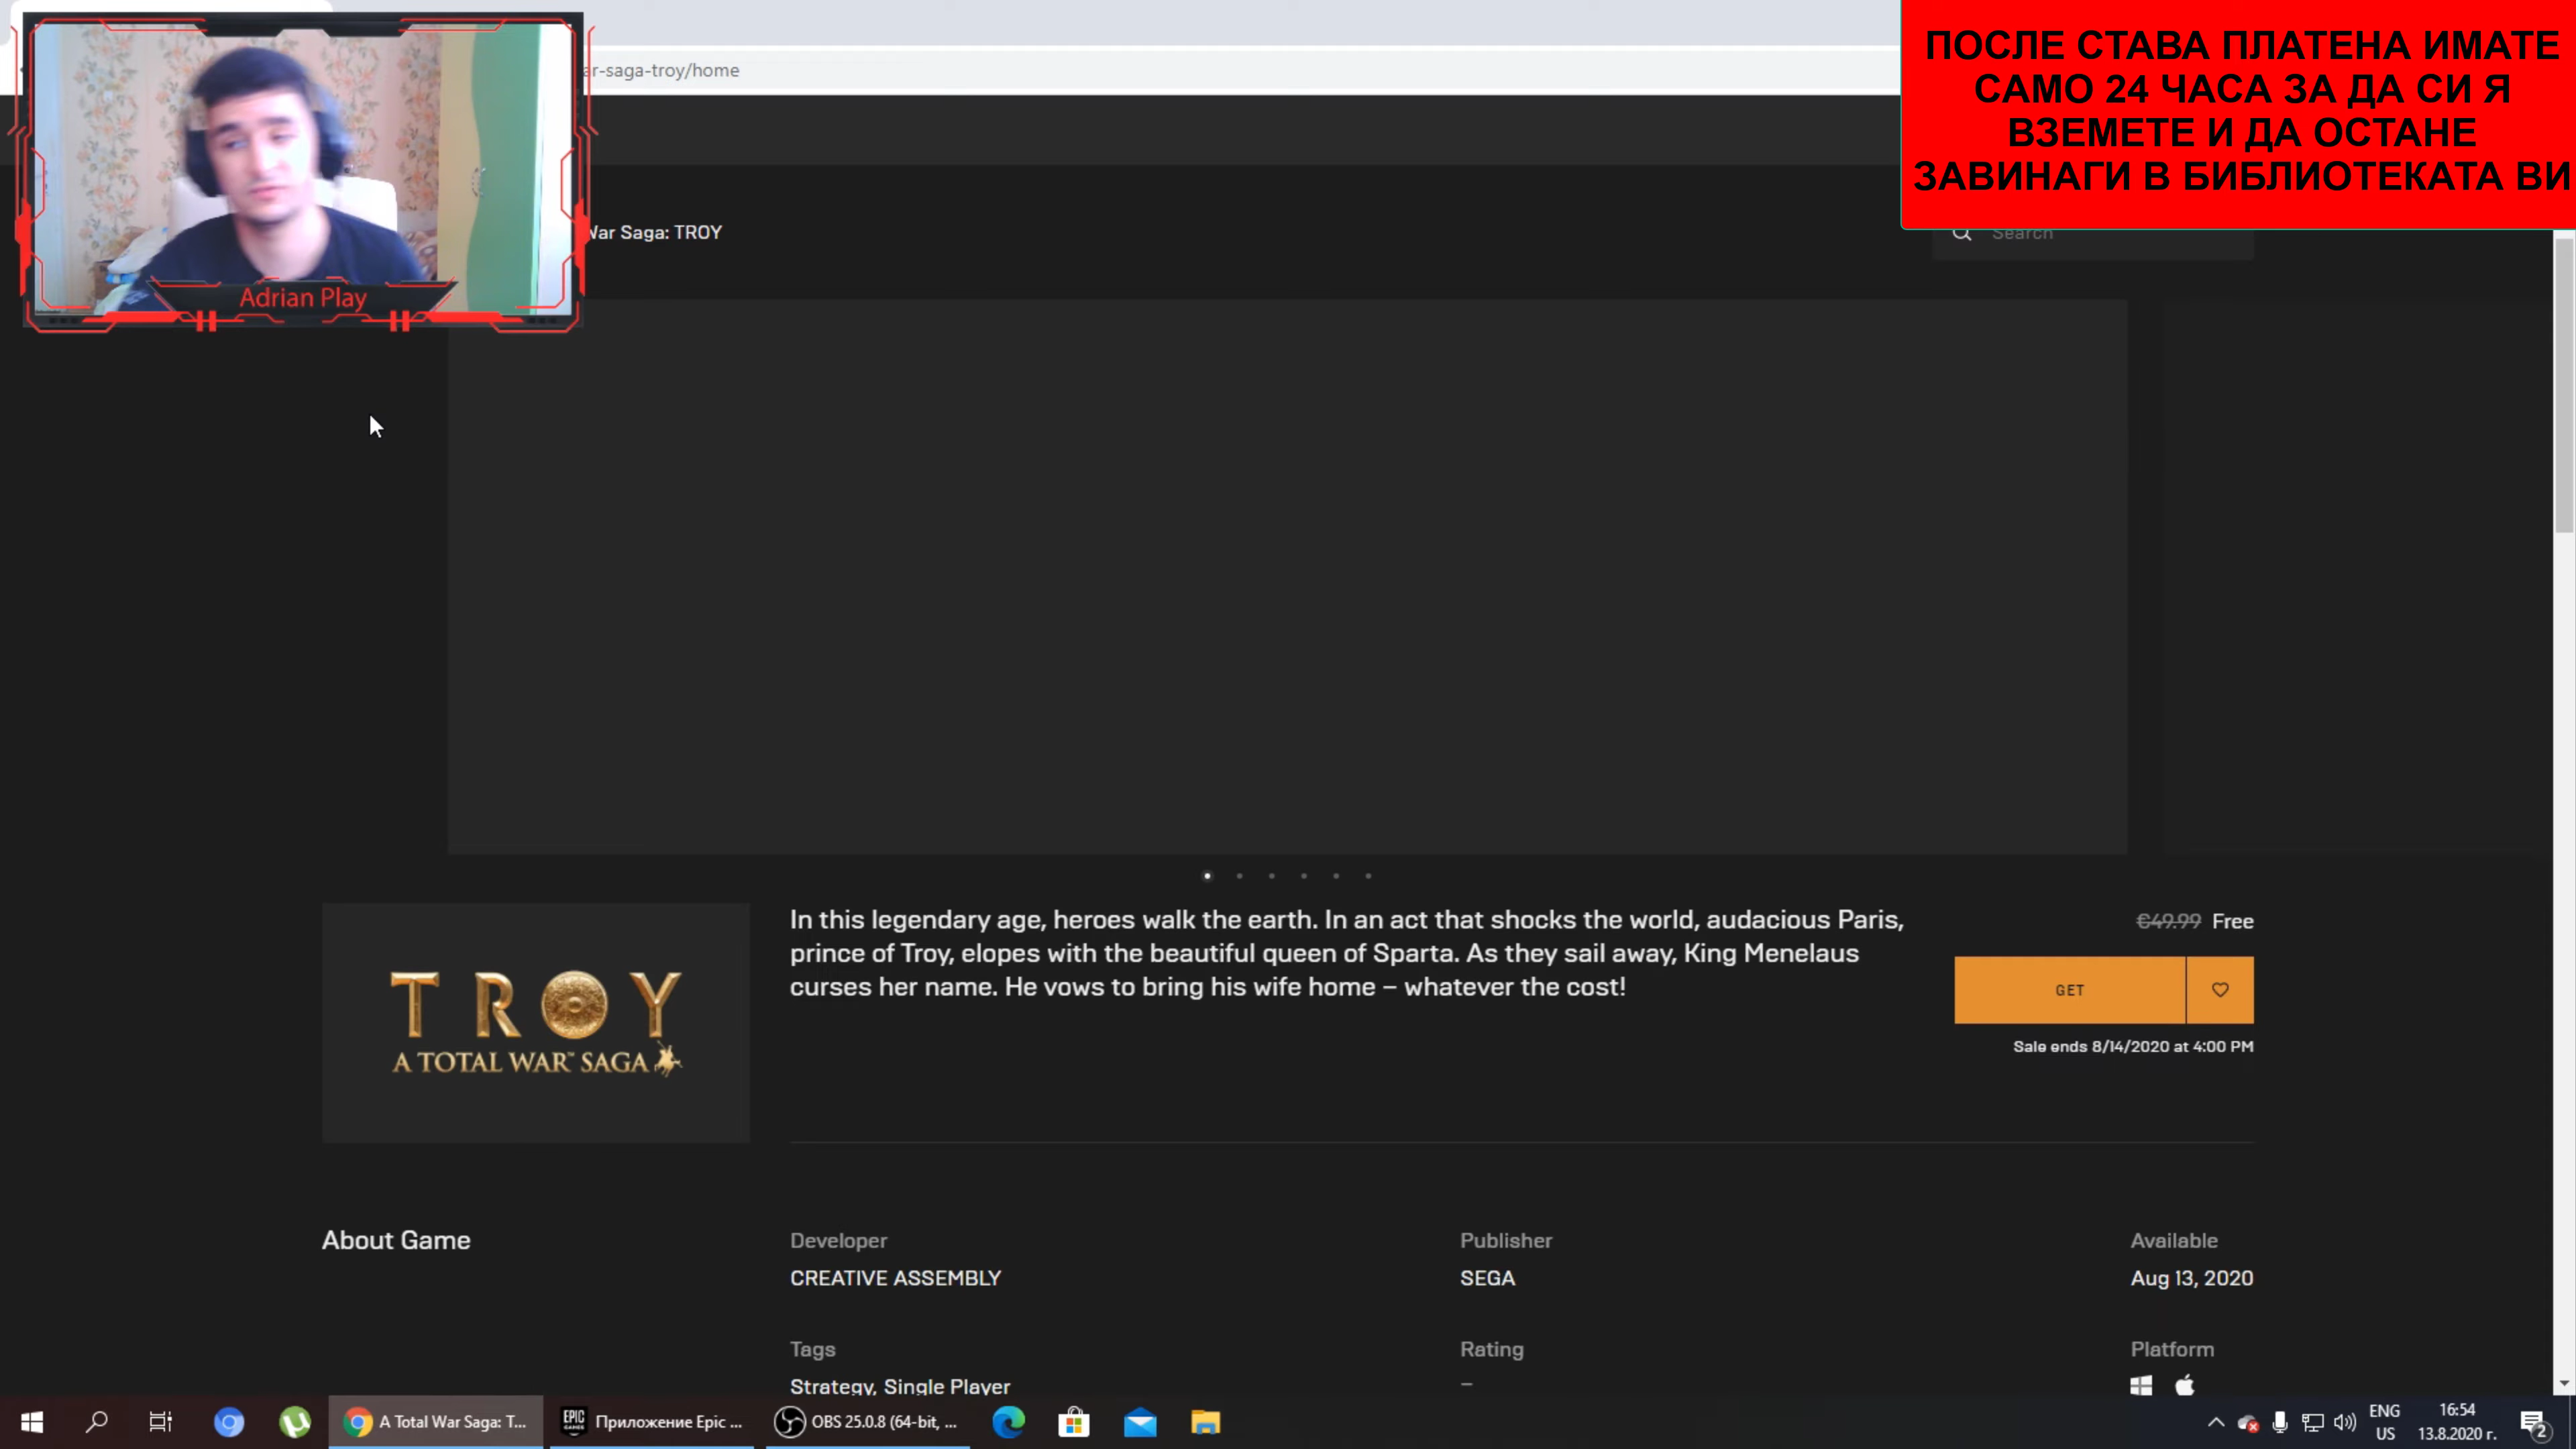 ПОСЛЕ СТАВА ПЛАТЕНА ИМАТЕ
САМО 24 ЧАСА ЗА ДА СИ Я
ВЗЕМЕТЕ И ДА ОСТАНЕ
ЗАВИНАГИ В БИБЛИОТЕКАТА ВИ
ar-saga-troy/home
War Saga: TROY
Search
Adrian Play
In this legendary age, heroes walk the earth. In an act that shocks the world, audacious Paris,
prince of Troy, elopes with the beautiful queen of Sparta. As they sail away, King Menelaus
curses her name. He vows to bring his wife home – whatever the cost!
€49.99 Free
GET
Sale ends 8/14/2020 at 4:00 PM
TROY
A TOTAL WAR™ SAGA
About Game
Developer
CREATIVE ASSEMBLY
Publisher
SEGA
Available
Aug 13, 2020
Tags
Strategy, Single Player
Rating
–
Platform
A Total War Saga: T...
EPIC
GAMES
Приложение Epic ...
OBS 25.0.8 (64-bit, ...
ENG
US
16:54
13.8.2020 г.
2